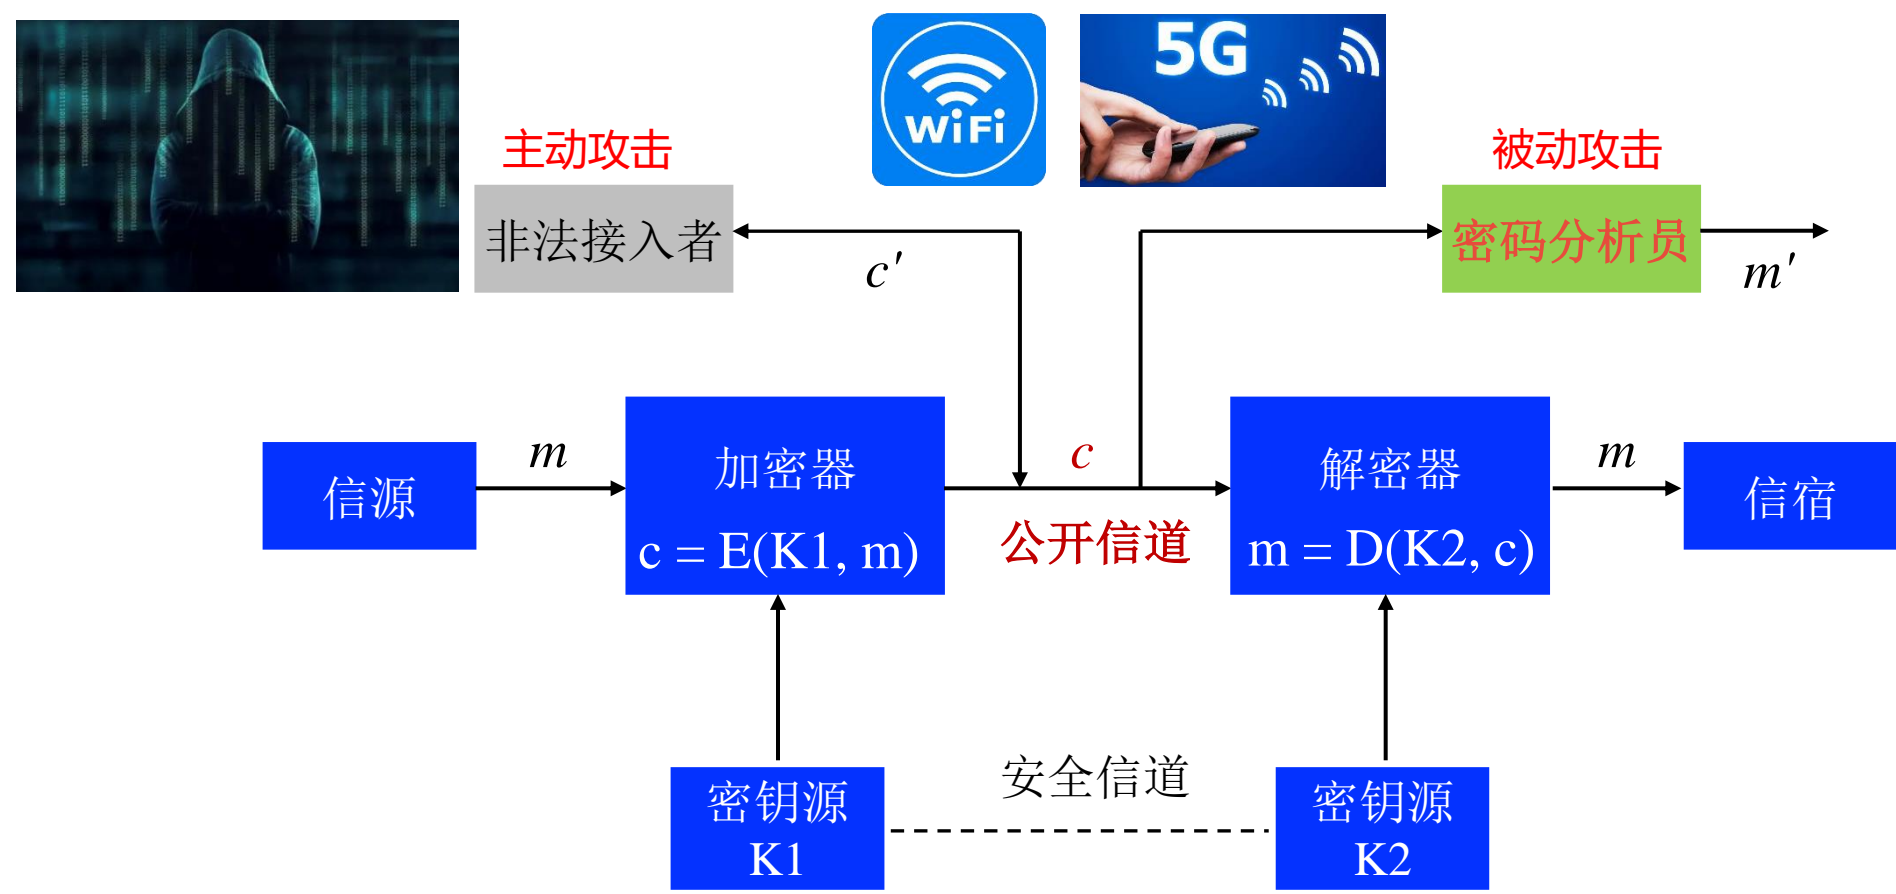 5G
WiFi
主动攻击
被动攻击
非法接入者
密码分析员
c′
m′
m
c
m
信源
加密器
c = E(K1, m)
公开信道
解密器
m = D(K2, c)
信宿
安全信道
密钥源
K1
密钥源
K2